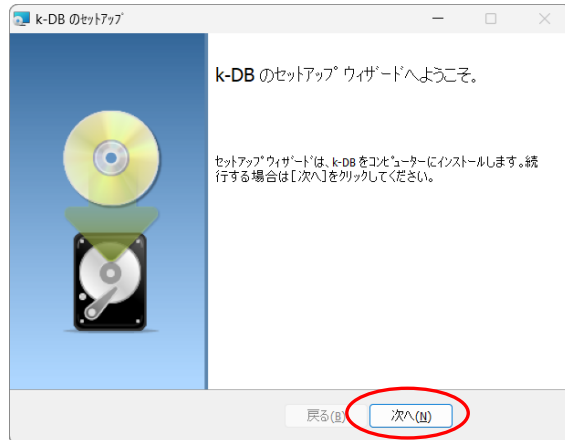 k-DB のセットアップ
k-DB のセットアップ ウィザードへようこそ。
セットアップ ウィザードは、k-DB をコンピューターにインストールします。続
行する場合は［次へ］をクリックしてください。
戻る(B)
次へ(N)